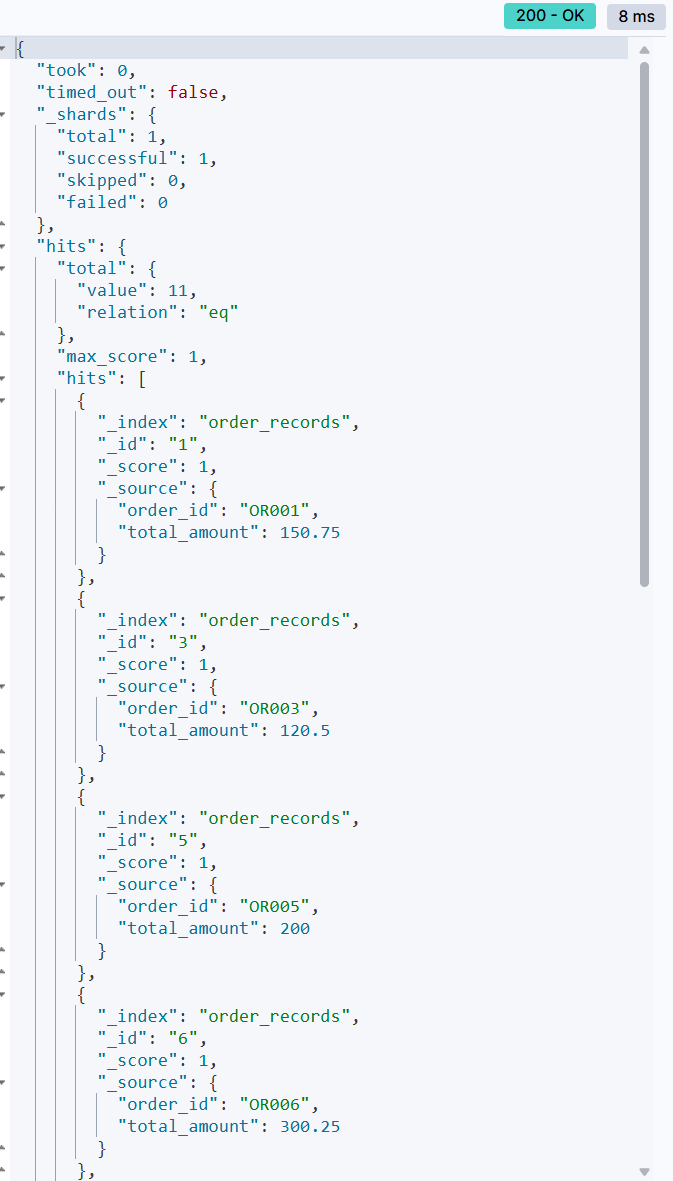 200 - OK 8 ms
{
"took": 0,
"timed_out": false,
"_shards": {
"total": 1,
"successful": 1,
"skipped": 0,
"failed": 0
},
"hits": {
"total": {
"value": 11,
"relation": "eq"
},
"max_score": 1,
"hits": [
{
"_index": "order_records",
"_id": "1",
"_score": 1,
"_source": {
"order_id": "OR001",
"total_amount": 150.75
}
},
{
"_index": "order_records",
"_id": "3",
"_score": 1,
"_source": {
"order_id": "OR003",
"total_amount": 120.5
}
},
{
"_index": "order_records",
"_id": "5",
"_score": 1,
"_source": {
"order_id": "OR005",
"total_amount": 200
}
},
{
"_index": "order_records",
"_id": "6",
"_score": 1,
"_source": {
"order_id": "OR006",
"total_amount": 300.25
}
},